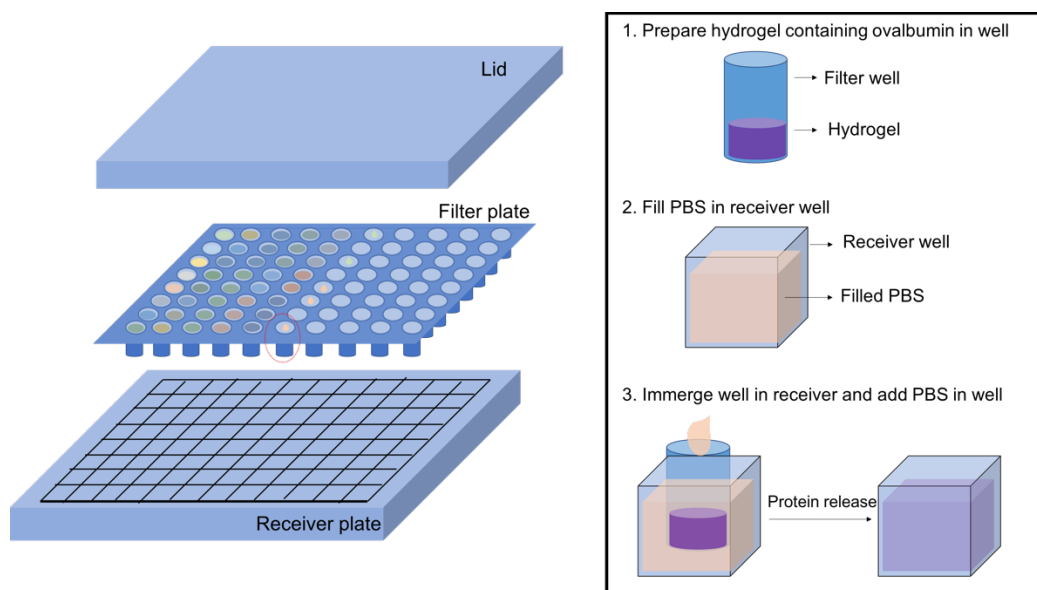 Lid
Filter plate
Receiver plate
1. Prepare hydrogel containing ovalbumin in well
Filter well
Hydrogel
2. Fill PBS in receiver well
Receiver well
Filled PBS
3. Immerge well in receiver and add PBS in well
Protein release